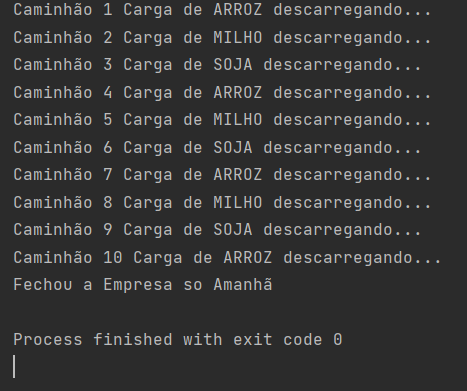 Caminhão 1 Carga de ARROZ descarregando...
Caminhão 2 Carga de MILHO descarregando...
Caminhão 3 Carga de SOJA descarregando...
Caminhão 4 Carga de ARROZ descarregando...
Caminhão 5 Carga de MILHO descarregando...
Caminhão 6 Carga de SOJA descarregando...
Caminhão 7 Carga de ARROZ descarregando...
Caminhão 8 Carga de MILHO descarregando...
Caminhão 9 Carga de SOJA descarregando...
Caminhão 10 Carga de ARROZ descarregando...
Fechou a Empresa so Amanhã
Process finished with exit code 0